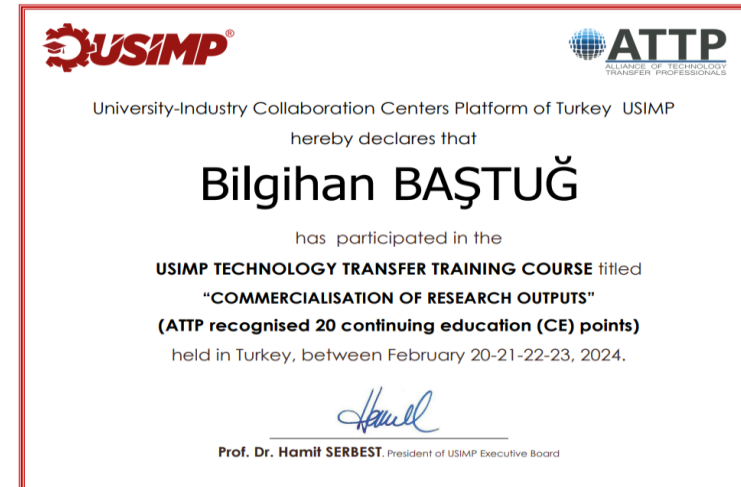 USİMP®
ATTP
ALLIANCE OF TECHNOLOGY
TRANSFER PROFESSIONALS
University-Industry Collaboration Centers Platform of Turkey USIMP
hereby declares that
Bilgihan BAŞTUĞ
has participated in the
USIMP TECHNOLOGY TRANSFER TRAINING COURSE titled
“COMMERCIALISATION OF RESEARCH OUTPUTS”
(ATTP recognised 20 continuing education (CE) points)
held in Turkey, between February 20-21-22-23, 2024.
Prof. Dr. Hamit SERBEST. President of USIMP Executive Board